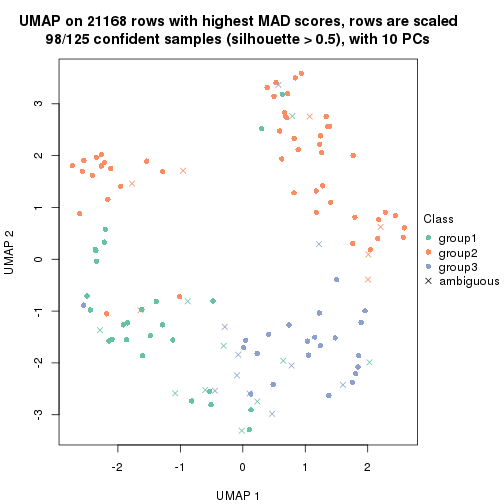 UMAP on 21168 rows with highest MAD scores, rows are scaled
98/125 confident samples (silhouette > 0.5), with 10 PCs
3
2
1
0
-1
-2
-3
UMAP 2
-2
-1
0
1
2
UMAP 1
Class
group1
group2
group3
ambiguous